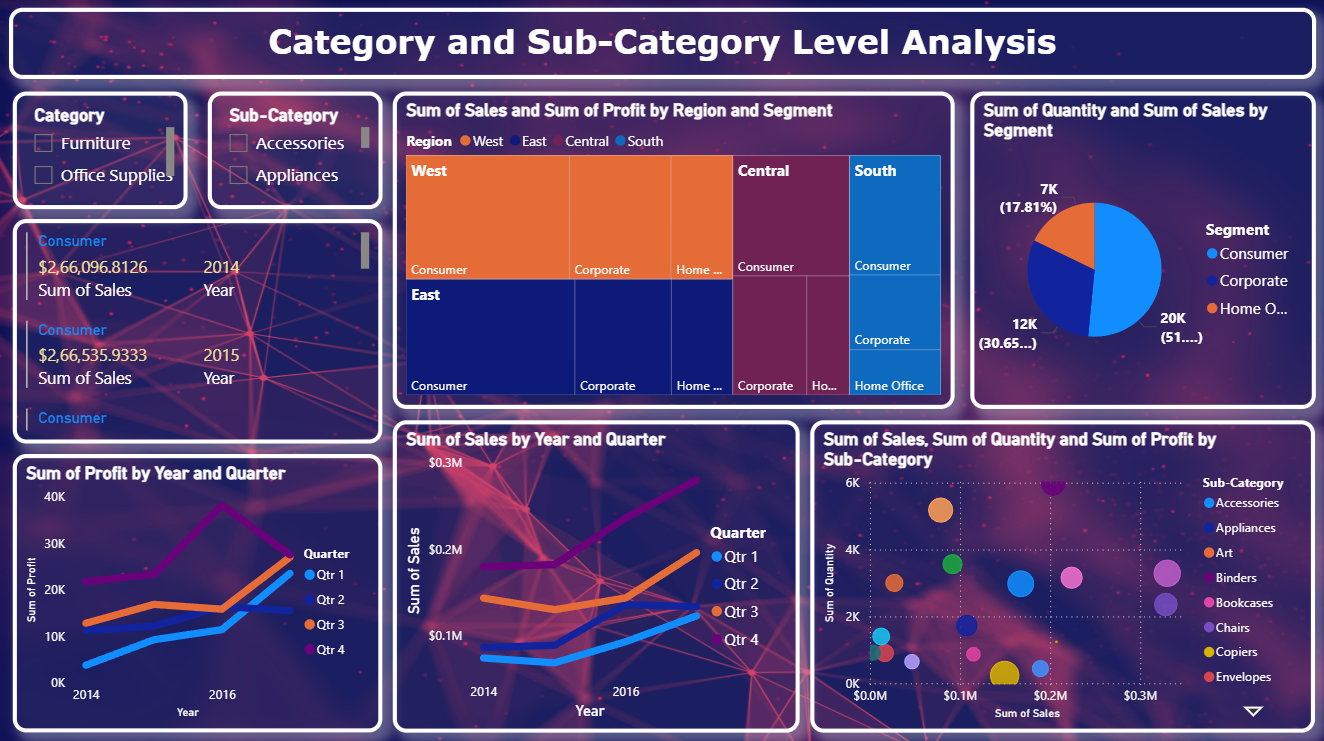 Category and Sub-Category Level Analysis
Category
Furniture
Office Supplies
Sub-Category
Accessories
Appliances
Consumer
$2,66,096.8126 2014
Sum of Sales Year
Consumer
$2,66,535.9333 2015
Sum of Sales Year
Consumer
Sum of Sales and Sum of Profit by Region and Segment
Region West East Central South
West
Consumer Corporate Home ...
East
Consumer Corporate Home ...
Central
Consumer
Corporate Ho...
South
Consumer
Corporate
Home Office
Sum of Quantity and Sum of Sales by
Segment
7K
(17.81%)
12K
(30.65...)
20K
(51....)
Segment
Consumer
Corporate
Home O...
Sum of Profit by Year and Quarter
40K
30K
20K
10K
0K
Sum of Profit
2014 2016
Year
Quarter
Qtr 1
Qtr 2
Qtr 3
Qtr 4
Sum of Sales by Year and Quarter
$0.3M
$0.2M
$0.1M
Sum of Sales
2014 2016
Year
Quarter
Qtr 1
Qtr 2
Qtr 3
Qtr 4
Sum of Sales, Sum of Quantity and Sum of Profit by
Sub-Category
6K
4K
2K
0K
Sum of Quantity
$0.0M $0.1M $0.2M $0.3M
Sum of Sales
Sub-Category
Accessories
Appliances
Art
Binders
Bookcases
Chairs
Copiers
Envelopes